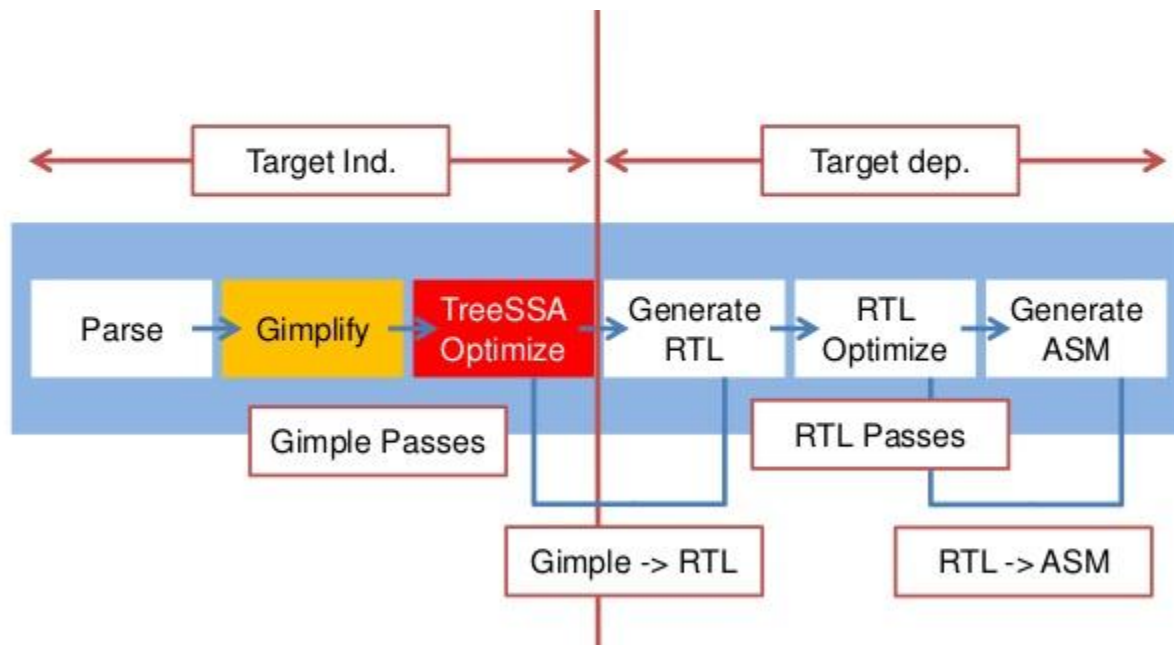 Target Ind.
Target dep.
Parse
Gimplify
TreeSSA
Optimize
Generate
RTL
RTL
Optimize
Generate
ASM
Gimple Passes
RTL Passes
Gimple -> RTL
RTL -> ASM